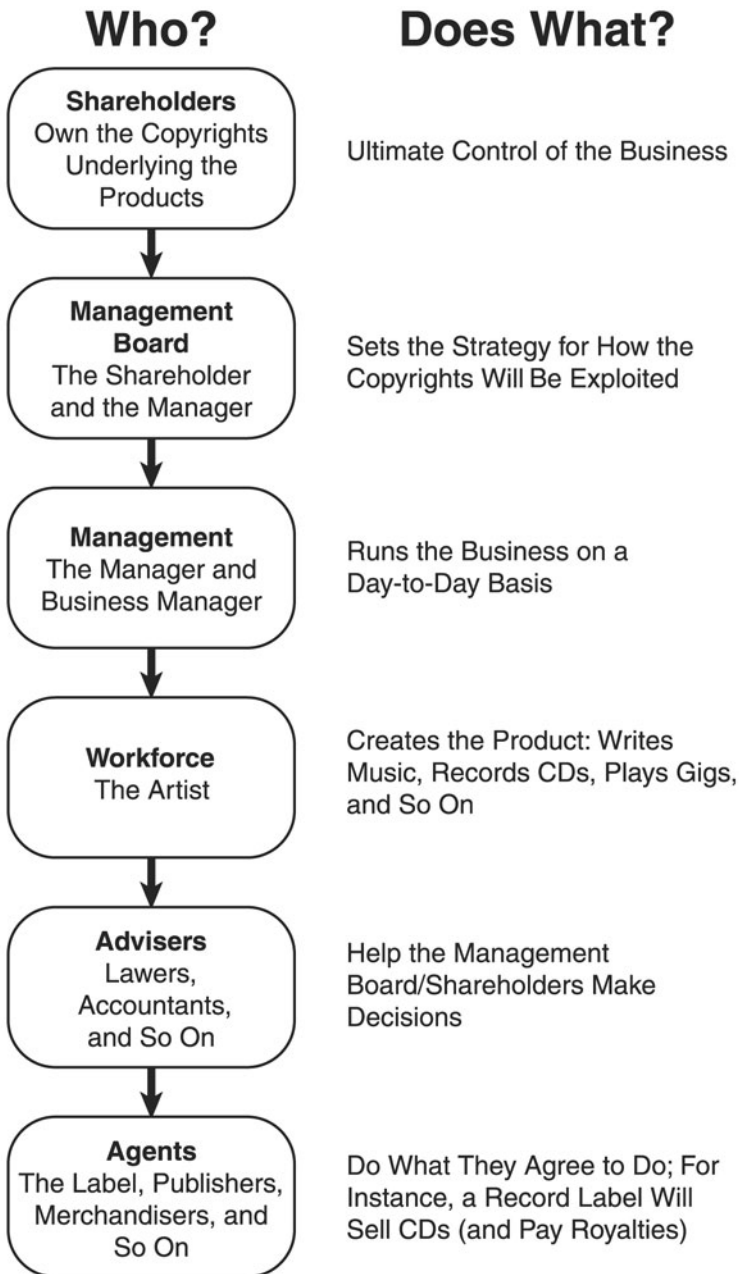 Who?
Does What?
Shareholders
Own the Copyrights
Underlying the
Products
Ultimate Control of the Business
Management
Board
The Shareholder
and the Manager
Sets the Strategy for How the
Copyrights Will Be Exploited
Management
The Manager and
Business Manager
Runs the Business on a
Day-to-Day Basis
Workforce
The Artist
Creates the Product: Writes
Music, Records CDs, Plays Gigs,
and So On
Advisers
Lawers,
Accountants,
and So On
Help the Management
Board/Shareholders Make
Decisions
Agents
The Label, Publishers,
Merchandisers, and
So On
Do What They Agree to Do; For
Instance, a Record Label Will
Sell CDs (and Pay Royalties)